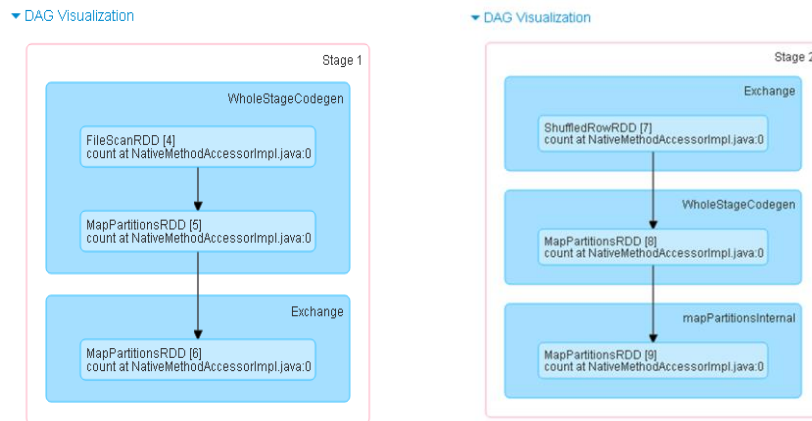 DAG Visualization
Stage 1
WholeStageCodegen
FileScanRDD [4]
count at NativeMethodAccessorImpl.java:0
MapPartitionsRDD [5]
count at NativeMethodAccessorImpl.java:0
Exchange
MapPartitionsRDD [6]
count at NativeMethodAccessorImpl.java:0
DAG Visualization
Stage 2
Exchange
ShuffledRowRDD [7]
count at NativeMethodAccessorImpl.java:0
WholeStageCodegen
MapPartitionsRDD [8]
count at NativeMethodAccessorImpl.java:0
mapPartitionsInternal
MapPartitionsRDD [9]
count at NativeMethodAccessorImpl.java:0